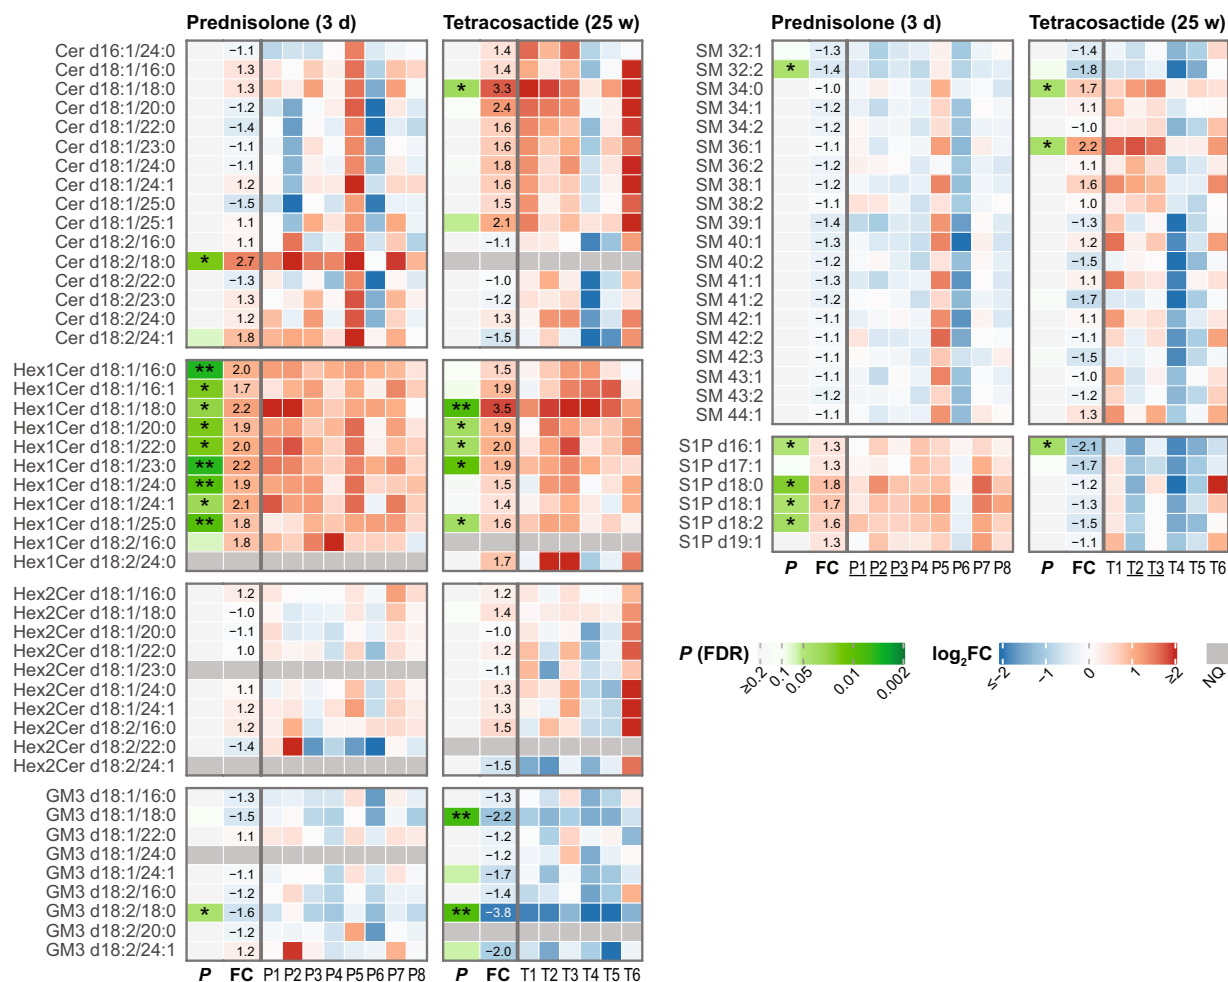 Prednisolone (3 d) Tetracosactide (25 w)
Cer d16:1/24:0 −1.1 1.4
Cer d18:1/16:0 1.3 1.4
Cer d18:1/18:0 1.3 * 3.3
Cer d18:1/20:0 −1.2 2.4
Cer d18:1/22:0 −1.4 1.6
Cer d18:1/23:0 −1.1 1.6
Cer d18:1/24:0 −1.1 1.8
Cer d18:1/24:1 1.2 1.6
Cer d18:1/25:0 −1.5 1.5
Cer d18:1/25:1 1.1 2.1
Cer d18:2/16:0 1.1 −1.1
Cer d18:2/18:0 * 2.7
Cer d18:2/22:0 −1.3 −1.0
Cer d18:2/23:0 1.3 −1.2
Cer d18:2/24:0 1.2 1.3
Cer d18:2/24:1 1.8 −1.5
Hex1Cer d18:1/16:0 ** 2.0 1.5
Hex1Cer d18:1/16:1 * 1.7 1.9
Hex1Cer d18:1/18:0 * 2.2 ** 3.5
Hex1Cer d18:1/20:0 * 1.9 * 1.9
Hex1Cer d18:1/22:0 * 2.0 * 2.0
Hex1Cer d18:1/23:0 ** 2.2 * 1.9
Hex1Cer d18:1/24:0 ** 1.9 1.5
Hex1Cer d18:1/24:1 * 2.1 1.4
Hex1Cer d18:1/25:0 ** 1.8 * 1.6
Hex1Cer d18:2/16:0 1.8
Hex1Cer d18:2/24:0 1.7
Hex2Cer d18:1/16:0 1.2 1.2
Hex2Cer d18:1/18:0 −1.0 1.4
Hex2Cer d18:1/20:0 −1.1 −1.0
Hex2Cer d18:1/22:0 1.0 1.2
Hex2Cer d18:1/23:0 −1.1
Hex2Cer d18:1/24:0 1.1 1.3
Hex2Cer d18:1/24:1 1.2 1.3
Hex2Cer d18:2/16:0 1.2 1.5
Hex2Cer d18:2/22:0 −1.4
Hex2Cer d18:2/24:1 −1.5
GM3 d18:1/16:0 −1.3 −1.3
GM3 d18:1/18:0 −1.5 ** −2.2
GM3 d18:1/22:0 1.1 −1.2
GM3 d18:1/24:0 −1.2
GM3 d18:1/24:1 −1.1 −1.7
GM3 d18:2/16:0 −1.2 −1.4
GM3 d18:2/18:0 * −1.6 ** −3.8
GM3 d18:2/20:0 −1.2
GM3 d18:2/24:1 1.2 −2.0
P FC P1 P2 P3 P4 P5 P6 P7 P8 P FC T1 T2 T3 T4 T5 T6
Prednisolone (3 d) Tetracosactide (25 w)
SM 32:1 −1.3 −1.4
SM 32:2 * −1.4 −1.8
SM 34:0 −1.0 * 1.7
SM 34:1 −1.2 1.1
SM 34:2 −1.2 −1.0
SM 36:1 −1.1 * 2.2
SM 36:2 −1.2 1.1
SM 38:1 −1.2 1.6
SM 38:2 −1.1 1.0
SM 39:1 −1.4 −1.3
SM 40:1 −1.3 1.2
SM 40:2 −1.2 −1.5
SM 41:1 −1.3 1.1
SM 41:2 −1.2 −1.7
SM 42:1 −1.2 1.1
SM 42:2 −1.1 −1.1
SM 42:3 −1.1 −1.5
SM 43:1 −1.1 −1.0
SM 43:2 −1.2 −1.2
SM 44:1 −1.1 1.3
S1P d16:1 * 1.3 * −2.1
S1P d17:1 1.3 −1.7
S1P d18:0 * 1.8 −1.2
S1P d18:1 * 1.7 −1.3
S1P d18:2 * 1.6 −1.5
S1P d19:1 1.3 −1.1
P FC P1 P2 P3 P4 P5 P6 P7 P8 P FC T1 T2 T3 T4 T5 T6
P (FDR) ≥0.2 0.1 0.05 0.01 0.002
log₂FC ≤−2 −1 0 1 ≥2 NQ